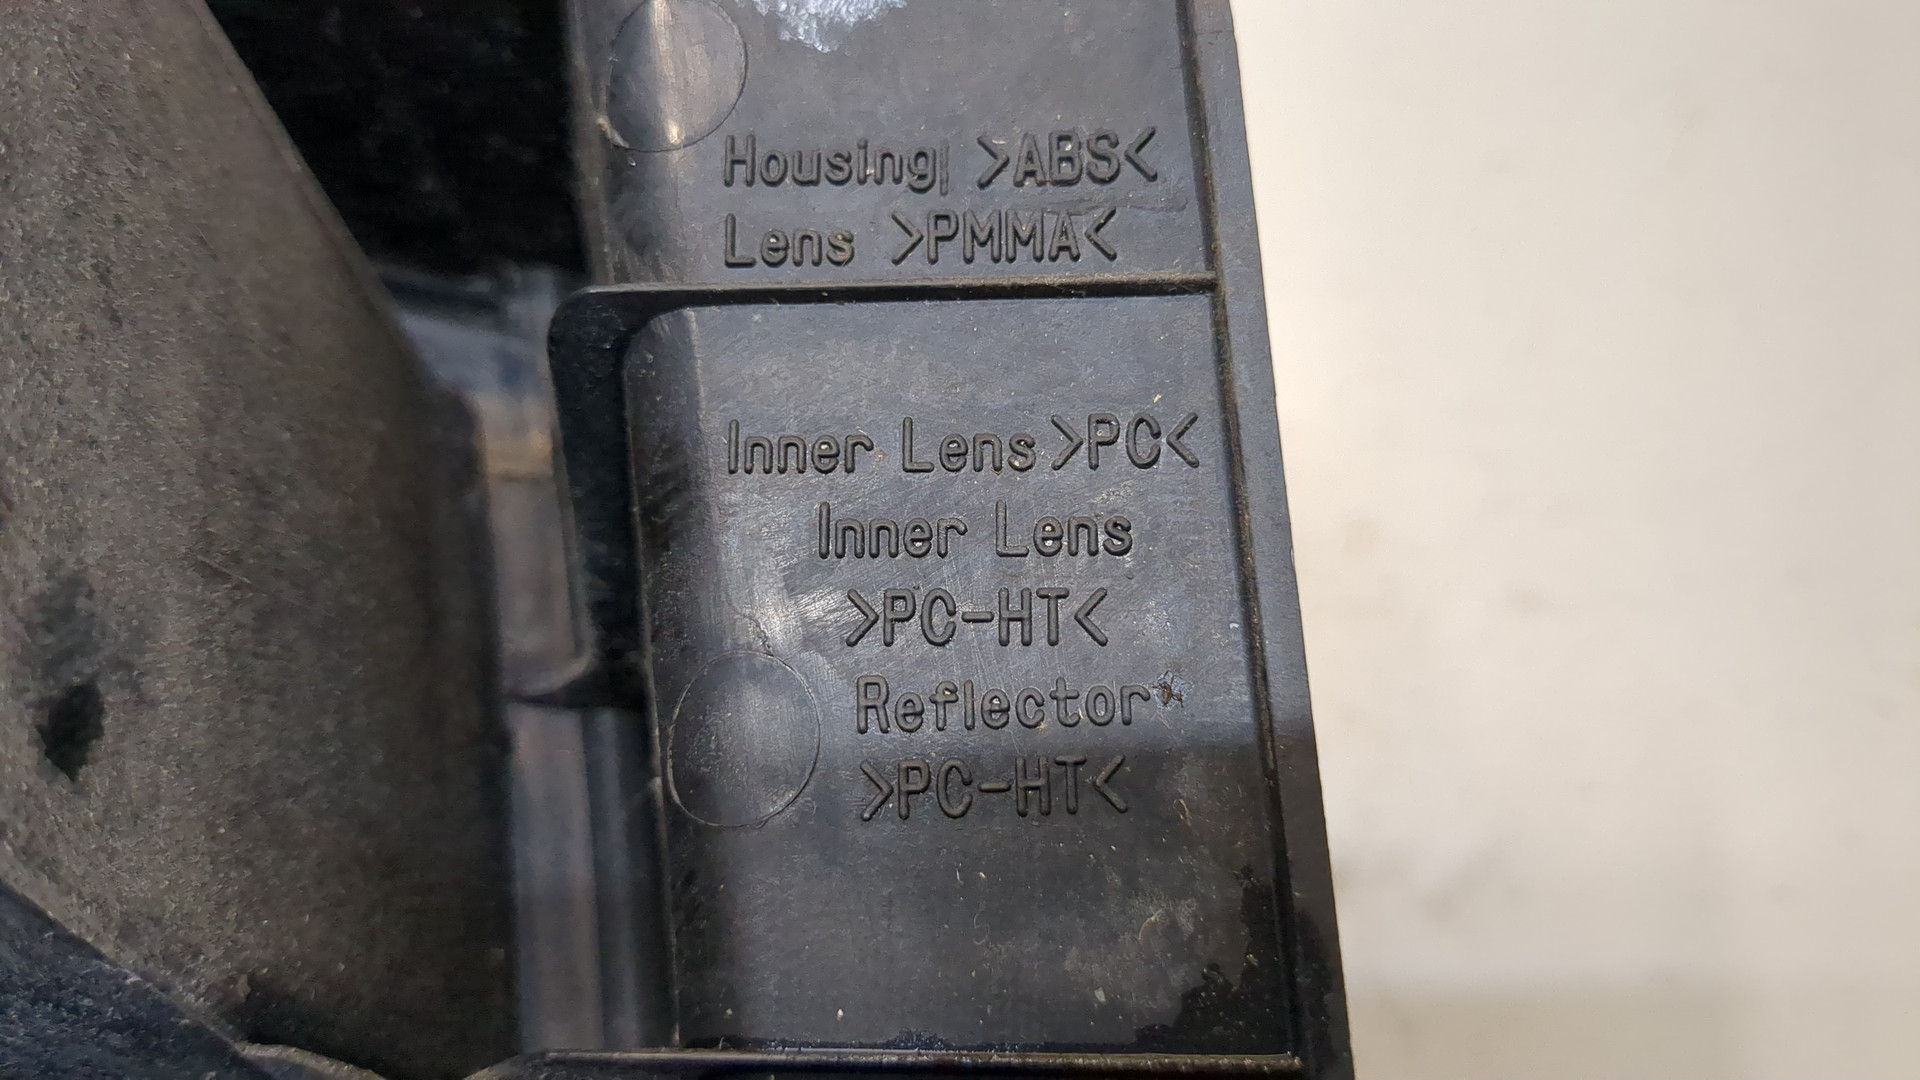 Housing >ABS<
Lens >PMMA<
Inner Lens >PC<
Inner Lens
>PC-HT<
Reflector
>PC-HT<